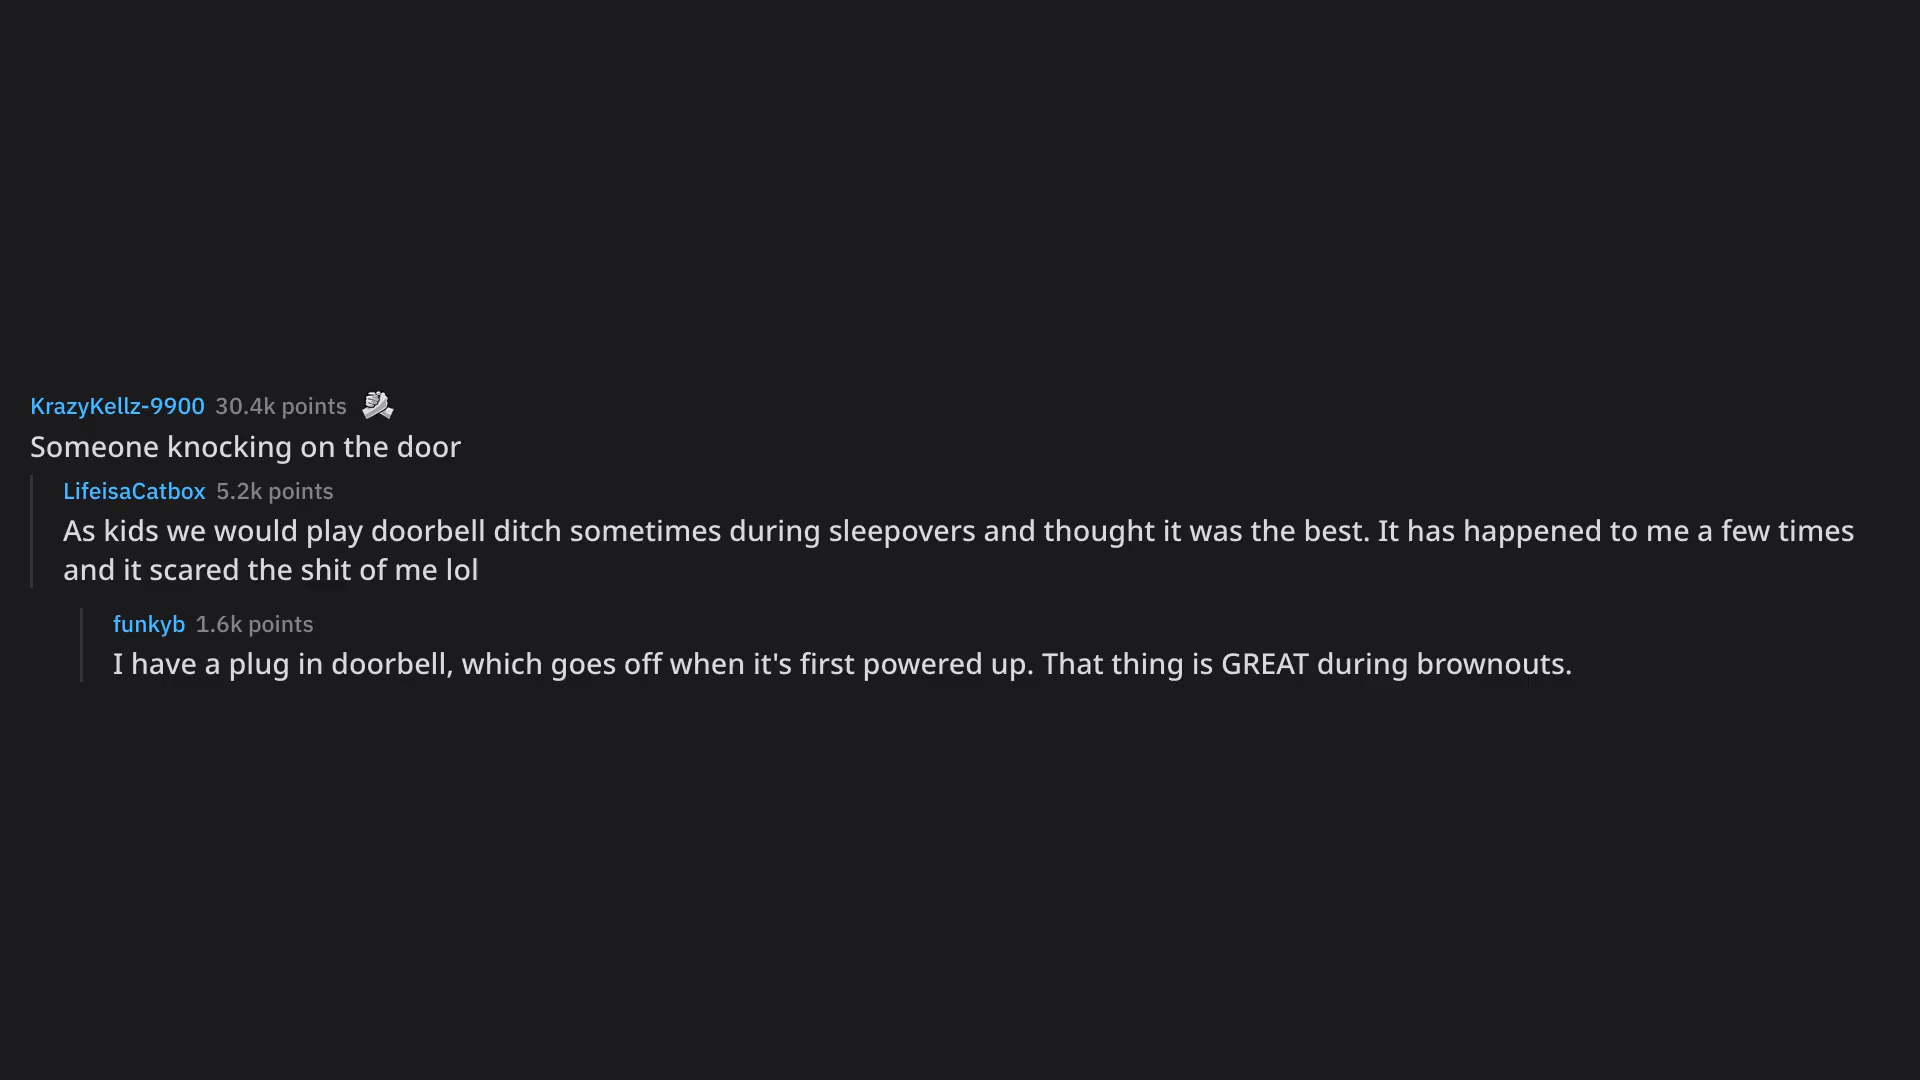 KrazyKellz-9900 30.4k points
Someone knocking on the door
LifeisaCatbox 5.2k points
As kids we would play doorbell ditch sometimes during sleepovers and thought it was the best. It has happened to me a few times
and it scared the shit of me lol
funkyb 1.6k points
I have a plug in doorbell, which goes off when it's first powered up. That thing is GREAT during brownouts.